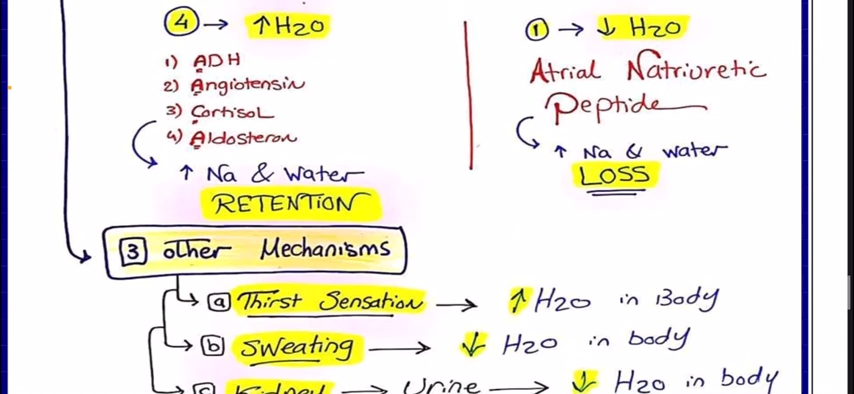 ④ → ↑H2O
1) ADH
2) Angiotensin
3) Cortisol
4) Aldosteron
↑ Na & Water
RETENTION
① → ↓ H2O
Atrial Natriuretic
Peptide
↑ Na & water
LOSS
3 other Mechanisms
a Thirst Sensation → ↑ H2O in Body
b Sweating → ↓ H2O in body
c Kidney → Urine → ↓ H2O in body